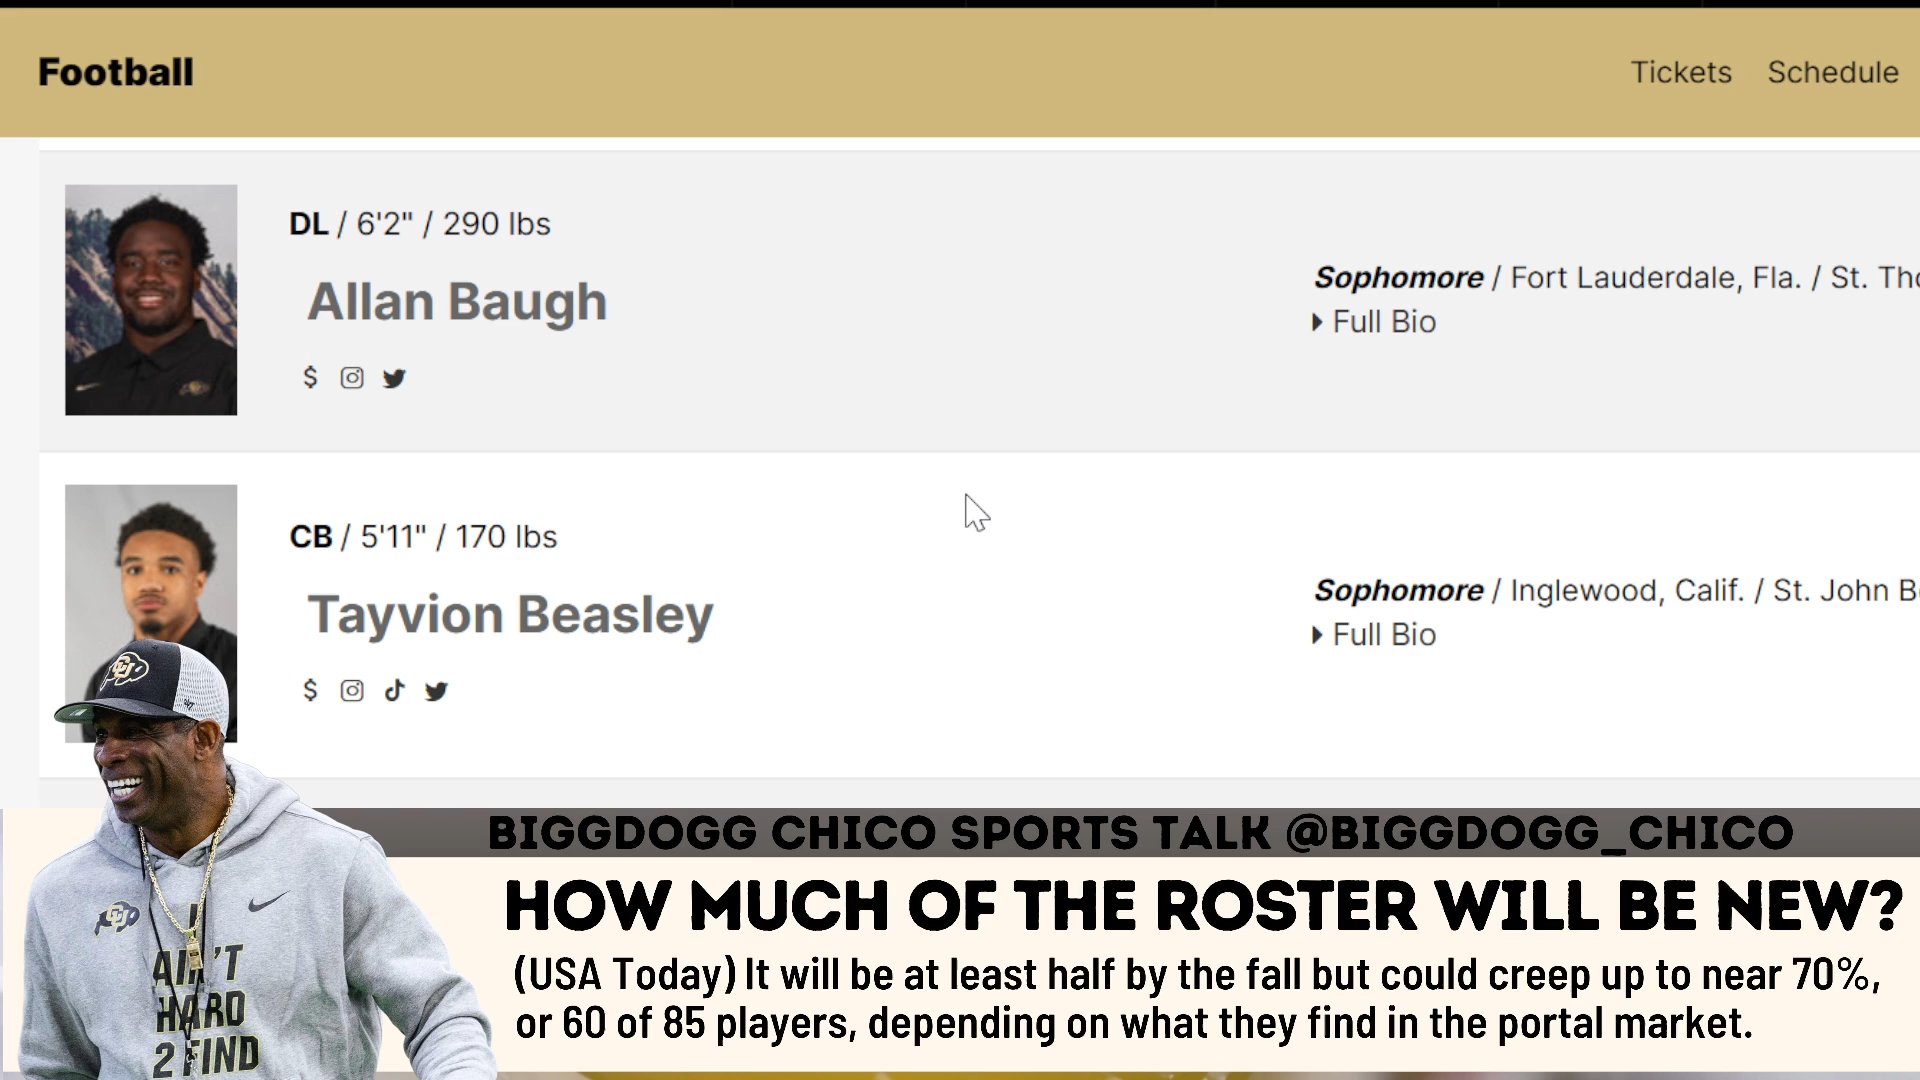 Football
Tickets Schedule
DL / 6'2" / 290 lbs
Allan Baugh
$
Sophomore / Fort Lauderdale, Fla. / St.
Full Bio
CB / 5'11" / 170 lbs
Tayvion Beasley
$
Sophomore / Inglewood, Calif. / St. John
Full Bio
CU
'47
BIGGDOGG CHICO SPORTS TALK @BIGGDOGG_CHICO
HOW MUCH OF THE ROSTER WILL BE NEW?
(USA Today) It will be at least half by the fall but could creep up to near 70%,
or 60 of 85 players, depending on what they find in the portal market.
CU
I
AIN'T
HARD
2 FIND